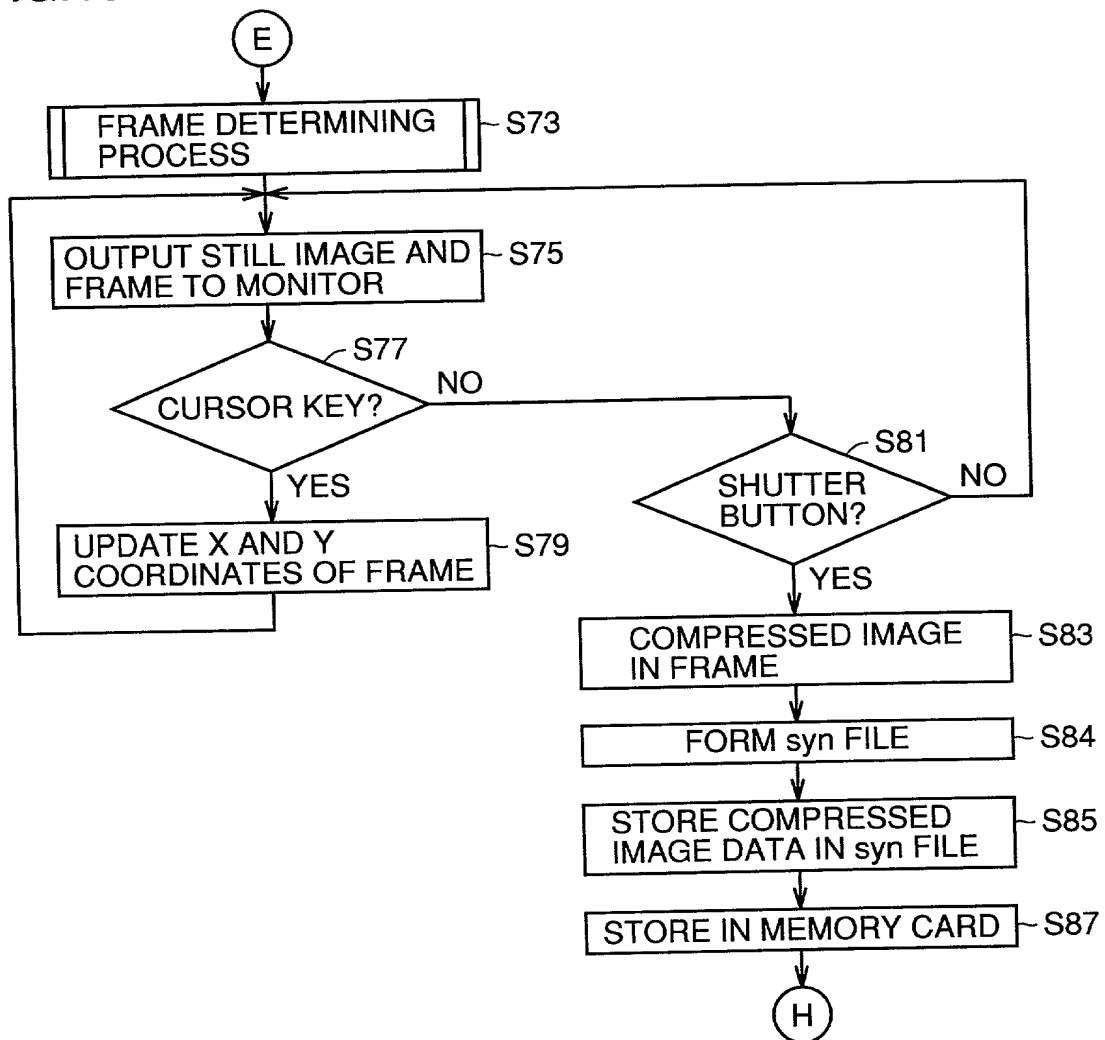 E
FRAME DETERMINING
PROCESS
S73
OUTPUT STILL IMAGE AND
FRAME TO MONITOR
S75
S77
CURSOR KEY?
NO
YES
UPDATE X AND Y
COORDINATES OF FRAME
S79
S81
SHUTTER
BUTTON?
NO
YES
COMPRESSED IMAGE
IN FRAME
S83
FORM syn FILE
S84
STORE COMPRESSED
IMAGE DATA IN syn FILE
S85
STORE IN MEMORY CARD
S87
H